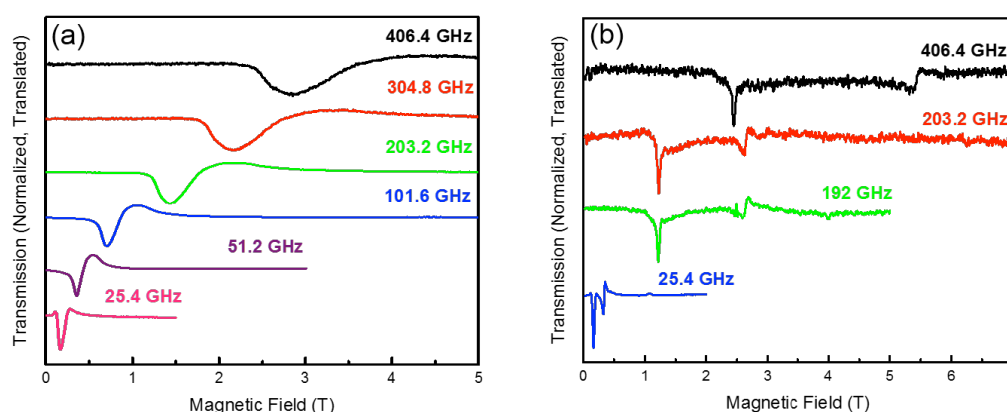 (a)
406.4 GHz
304.8 GHz
203.2 GHz
101.6 GHz
51.2 GHz
25.4 GHz
Transmission (Normalized, Translated)
0 1 2 3 4 5
Magnetic Field (T)
(b)
406.4 GHz
203.2 GHz
192 GHz
25.4 GHz
Transmission (Normalized, Translated)
0 1 2 3 4 5 6
Magnetic Field (T)